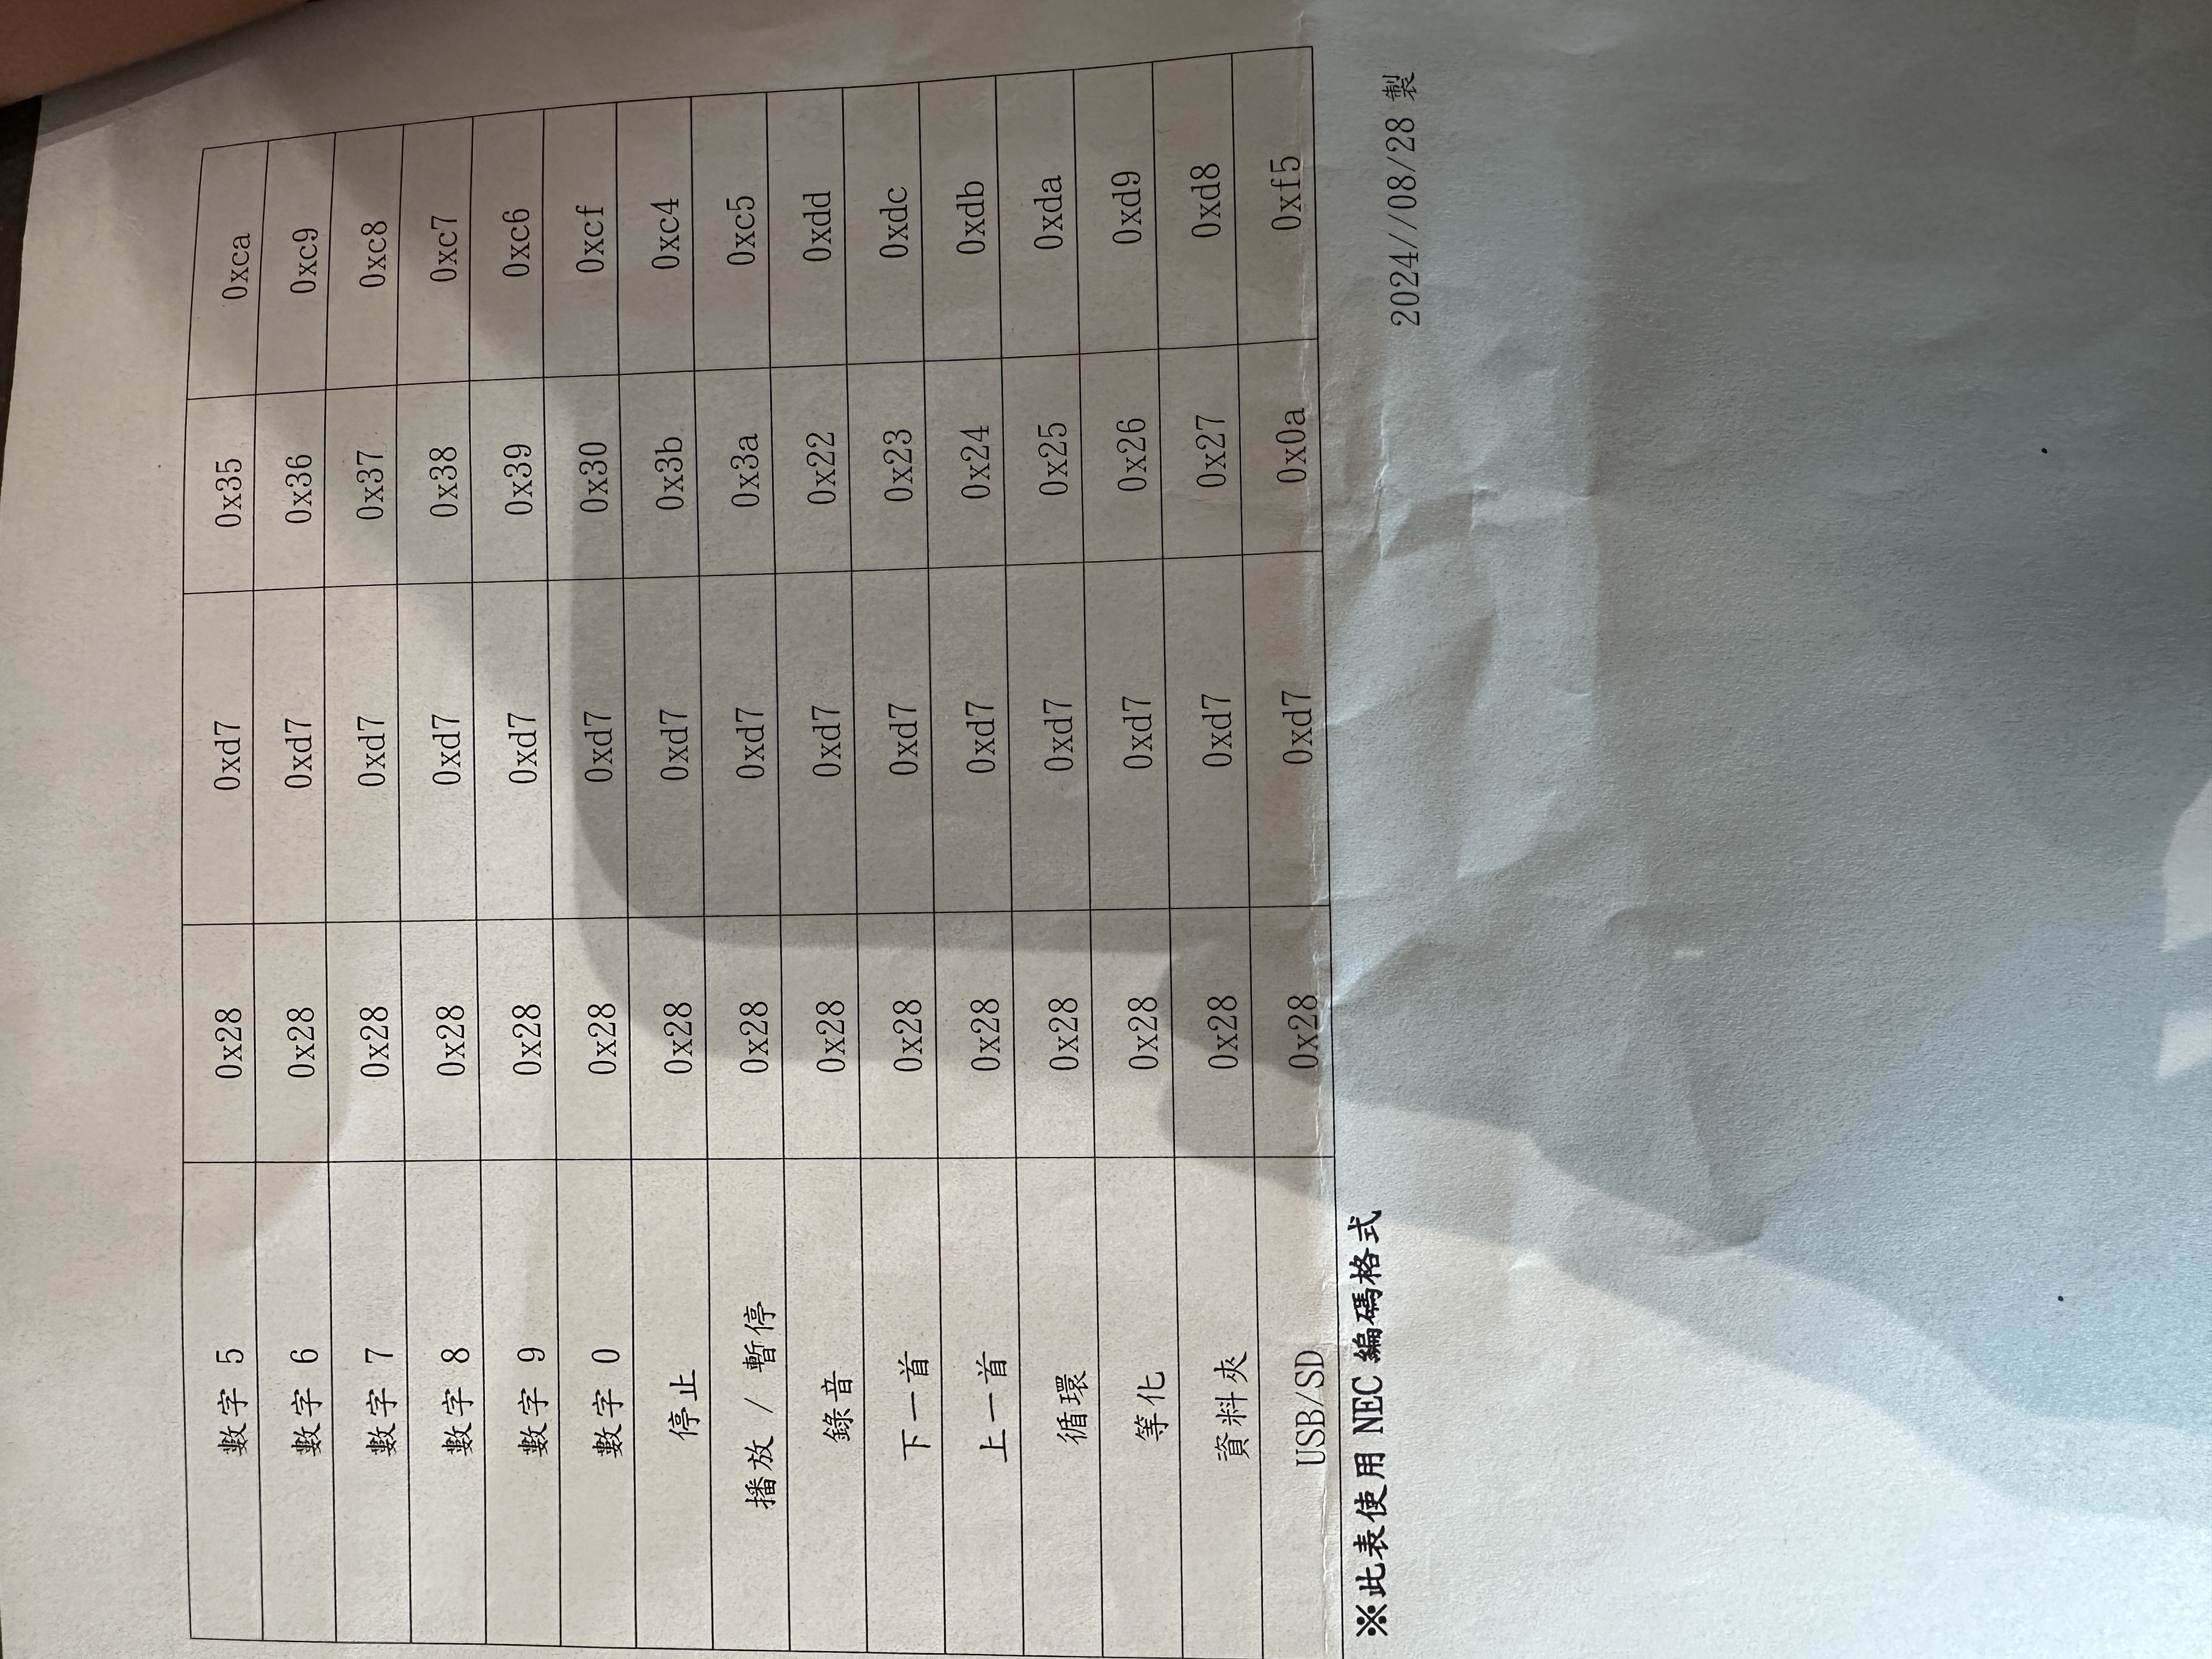 數字 5 0x28 0xd7 0x35 0xca
數字 6 0x28 0xd7 0x36 0xc9
數字 7 0x28 0xd7 0x37 0xc8
數字 8 0x28 0xd7 0x38 0xc7
數字 9 0x28 0xd7 0x39 0xc6
數字 0 0x28 0xd7 0x30 0xcf
停止 0x28 0xd7 0x3b 0xc4
播放 / 暫停 0x28 0xd7 0x3a 0xc5
錄音 0x28 0xd7 0x22 0xdd
下一首 0x28 0xd7 0x23 0xdc
上一首 0x28 0xd7 0x24 0xdb
循環 0x28 0xd7 0x25 0xda
等化 0x28 0xd7 0x26 0xd9
資料夾 0x28 0xd7 0x27 0xd8
USB/SD 0x28 0xd7 0x0a 0xf5
※此表使用 NEC 編碼格式
2024//08/28 製